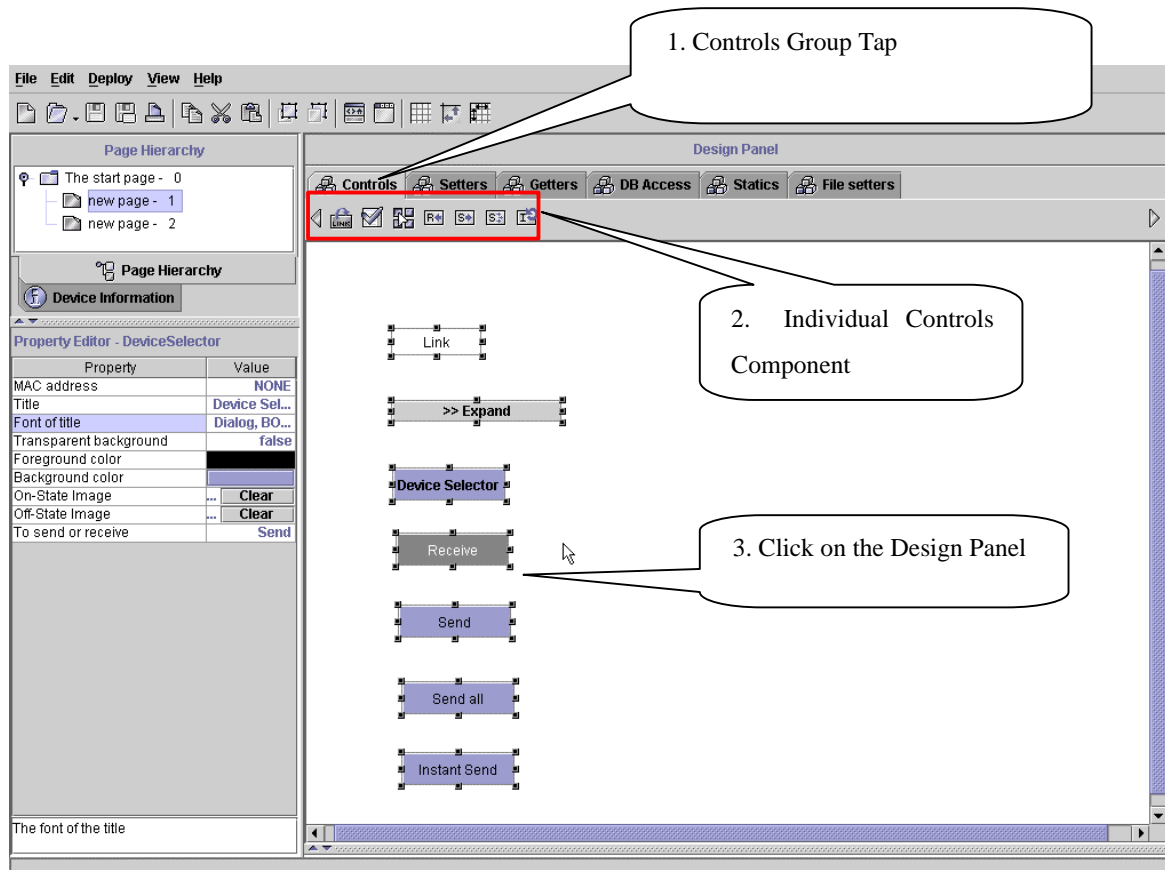 1. Controls Group Tap
File Edit Deploy View Help
Page Hierarchy
The start page - 0
new page - 1
new page - 2
Page Hierarchy
Device Information
Property Editor - DeviceSelector
Property Value
MAC address NONE
Title Device Sel...
Font of title Dialog, BO...
Transparent background false
Foreground color
Background color
On-State Image ... Clear
Off-State Image ... Clear
To send or receive Send
The font of the title
Design Panel
Controls Setters Getters DB Access Statics File setters
LINK R S S I
2. Individual Controls
Component
Link
>> Expand
Device Selector
Receive
3. Click on the Design Panel
Send
Send all
Instant Send